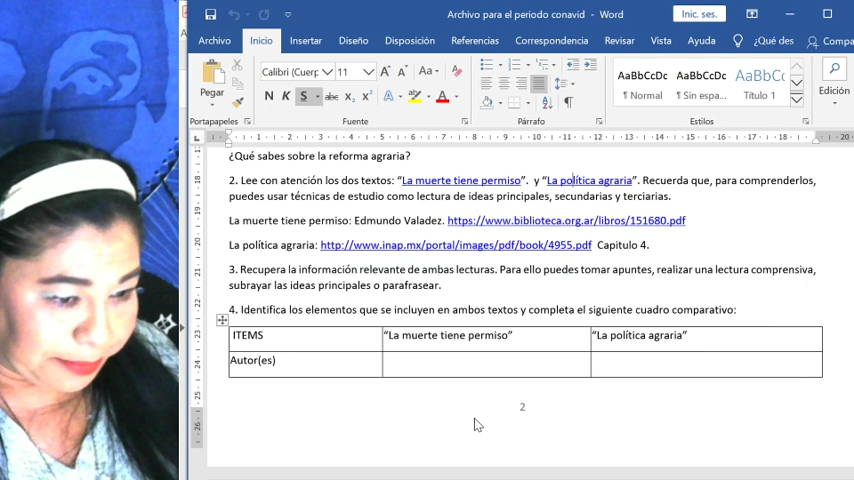 Archivo para el periodo conavid - Word
Inic. ses.
Archivo Inicio Insertar Diseño Disposición Referencias Correspondencia Revisar Vista Ayuda ¿Qué des Compa
Calibri (Cuerp 11 Aa
Pegar
N K S abc x₂ x² A A
AaBbCcDc AaBbCcDc AaBbCcDc
¶ Normal ¶ Sin espa... Título 1
Edición
Portapapeles Fuente Párrafo Estilos
¿Qué sabes sobre la reforma agraria?
2. Lee con atención los dos textos: “La muerte tiene permiso”. y “La política agraria”. Recuerda que, para comprenderlos,
puedes usar técnicas de estudio como lectura de ideas principales, secundarias y terciarias.
La muerte tiene permiso: Edmundo Valadez. https://www.biblioteca.org.ar/libros/151680.pdf
La política agraria: http://www.inap.mx/portal/images/pdf/book/4955.pdf Capitulo 4.
3. Recupera la información relevante de ambas lecturas. Para ello puedes tomar apuntes, realizar una lectura comprensiva,
subrayar las ideas principales o parafrasear.
4. Identifica los elementos que se incluyen en ambos textos y completa el siguiente cuadro comparativo:
ITEMS “La muerte tiene permiso” “La política agraria”
Autor(es)
2